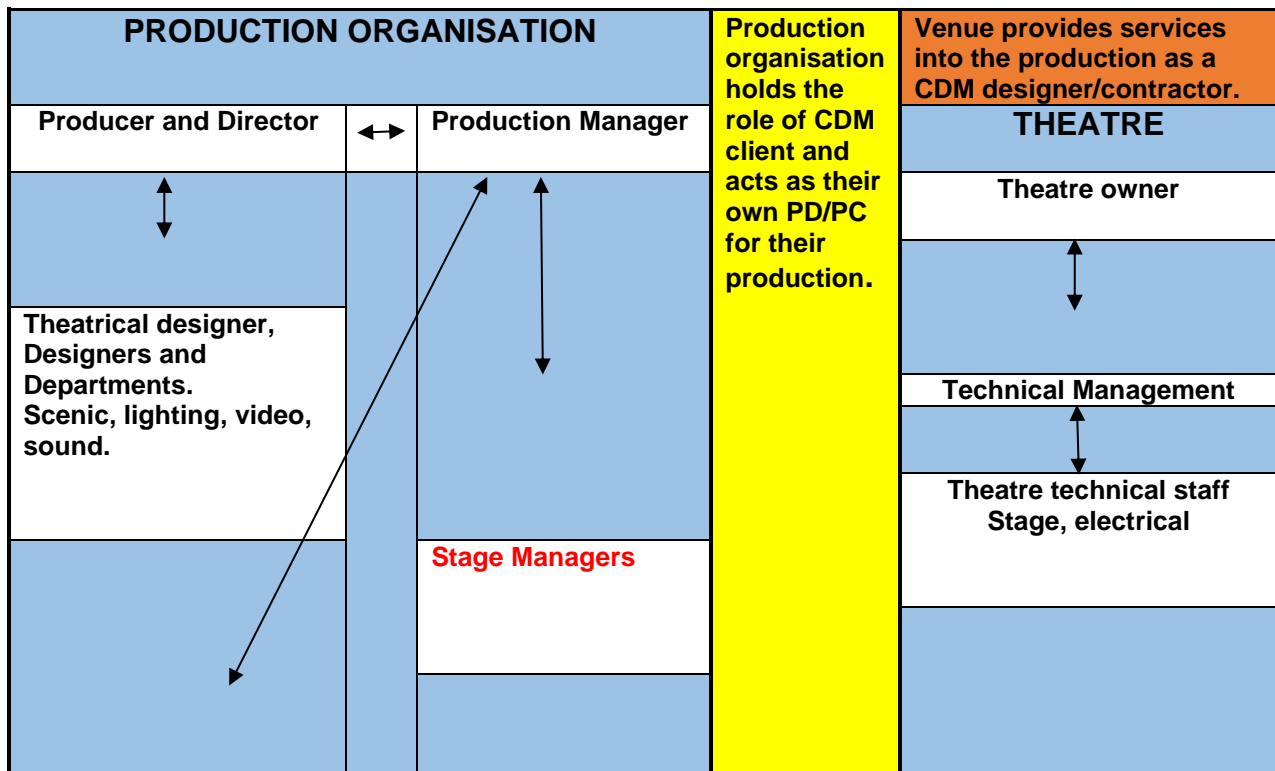 PRODUCTION ORGANISATION
Producer and Director
Production Manager
Theatrical designer,
Designers and
Departments.
Scenic, lighting, video,
sound.
Stage Managers
Production
organisation
holds the
role of CDM
client and
acts as their
own PD/PC
for their
production.
Venue provides services
into the production as a
CDM designer/contractor.
THEATRE
Theatre owner
Technical Management
Theatre technical staff
Stage, electrical